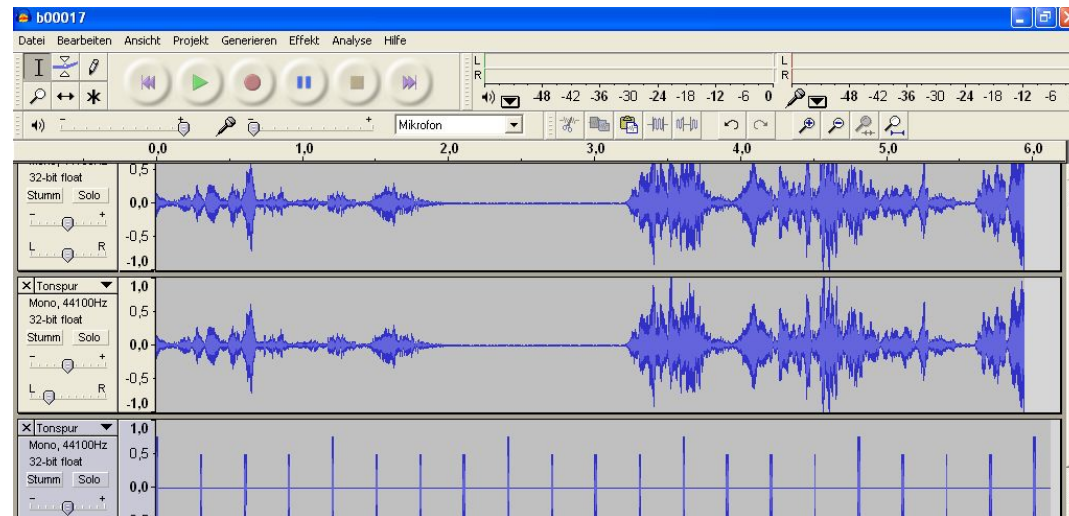 b00017
Datei Bearbeiten Ansicht Projekt Generieren Effekt Analyse Hilfe
L
R
-48 -42 -36 -30 -24 -18 -12 -6 0
L
R
-48 -42 -36 -30 -24 -18 -12 -6
- +
- +
Mikrofon
0,0 1,0 2,0 3,0 4,0 5,0 6,0
32-bit float
Stumm Solo
- +
L R
0,5
0,0
-0,5
-1,0
X Tonspur
Mono, 44100Hz
32-bit float
Stumm Solo
- +
L R
1,0
0,5
0,0
-0,5
-1,0
X Tonspur
Mono, 44100Hz
32-bit float
Stumm Solo
- +
1,0
0,5
0,0